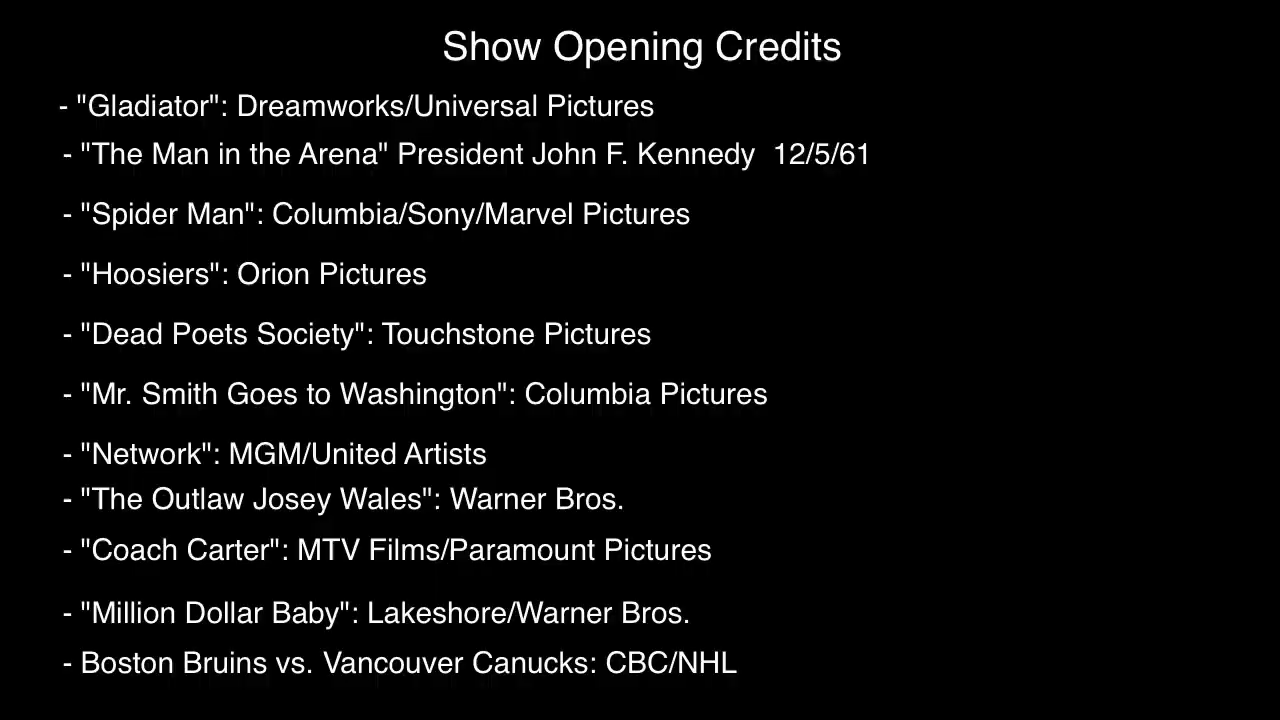 Show Opening Credits
- "Gladiator": Dreamworks/Universal Pictures
- "The Man in the Arena" President John F. Kennedy  12/5/61
- "Spider Man": Columbia/Sony/Marvel Pictures
- "Hoosiers": Orion Pictures
- "Dead Poets Society": Touchstone Pictures
- "Mr. Smith Goes to Washington": Columbia Pictures
- "Network": MGM/United Artists
- "The Outlaw Josey Wales": Warner Bros.
- "Coach Carter": MTV Films/Paramount Pictures
- "Million Dollar Baby": Lakeshore/Warner Bros.
- Boston Bruins vs. Vancouver Canucks: CBC/NHL